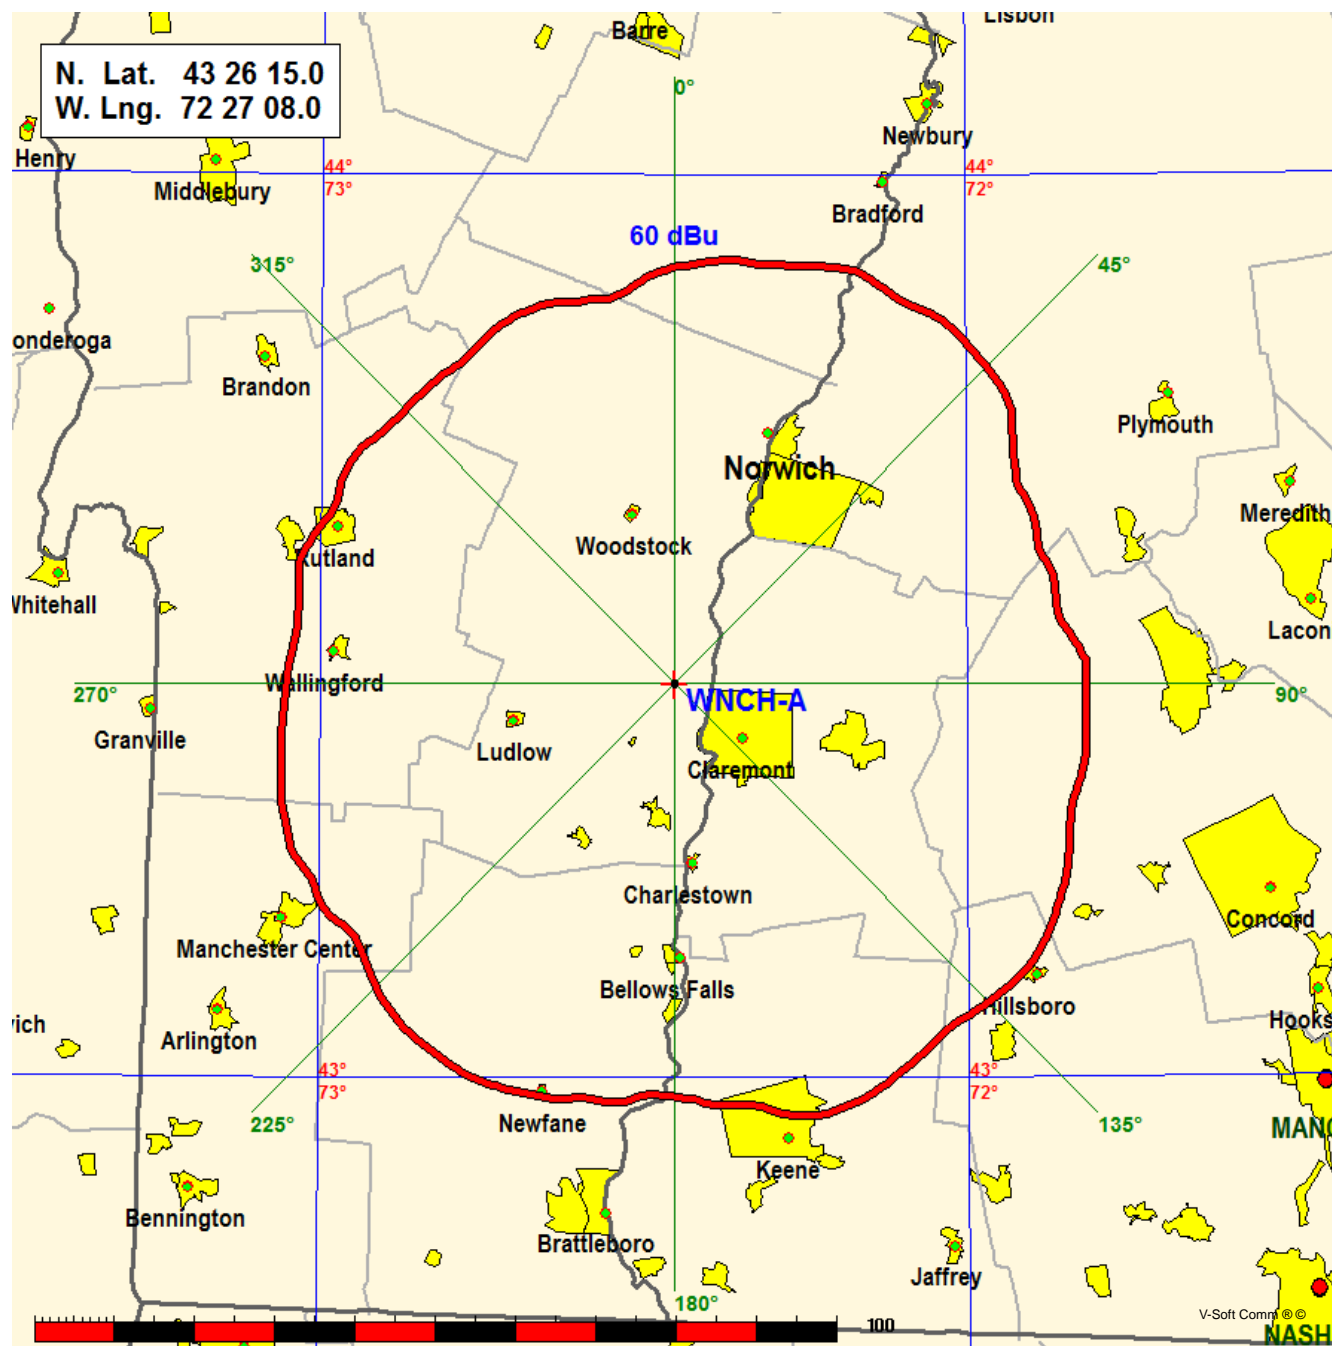 Lisbon
Barre
N. Lat. 43 26 15.0
W. Lng. 72 27 08.0
0°
Newbury
Henry
44°
73°
44°
72°
Middlebury
Bradford
60 dBu
315°
45°
onderoga
Brandon
Plymouth
Norwich
Meredith
Woodstock
Rutland
Whitehall
Lacon
Wallingford
270°
WNCH-A
90°
Granville
Ludlow
Claremont
Charlestown
Concord
Manchester Center
Bellows Falls
Hillsboro
vich
Arlington
Hooks
43°
73°
43°
72°
Newfane
225°
135°
MANC
Keene
Bennington
Brattleboro
Jaffrey
180°
V-Soft Comm ® ©
100
NASH